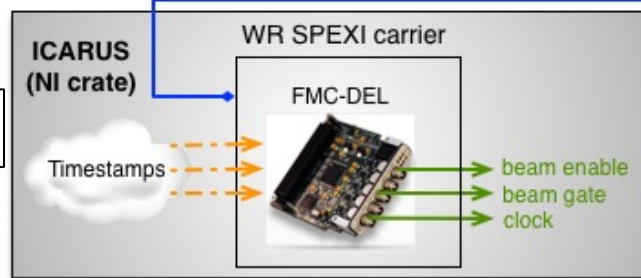 ICARUS
(NI crate)
WR SPEXI carrier
FMC-DEL
Timestamps
beam enable
beam gate
clock